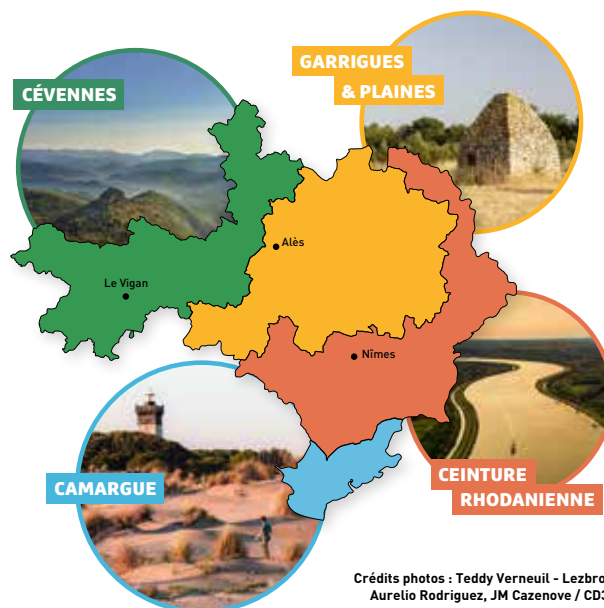 CÉVENNES
GARRIGUES
& PLAINES
Alès
Le Vigan
Nîmes
CAMARGUE
CEINTURE
RHODANIENNE
Crédits photos : Teddy Verneuil - Lezbro
Aurelio Rodriguez, JM Cazenove / CD3